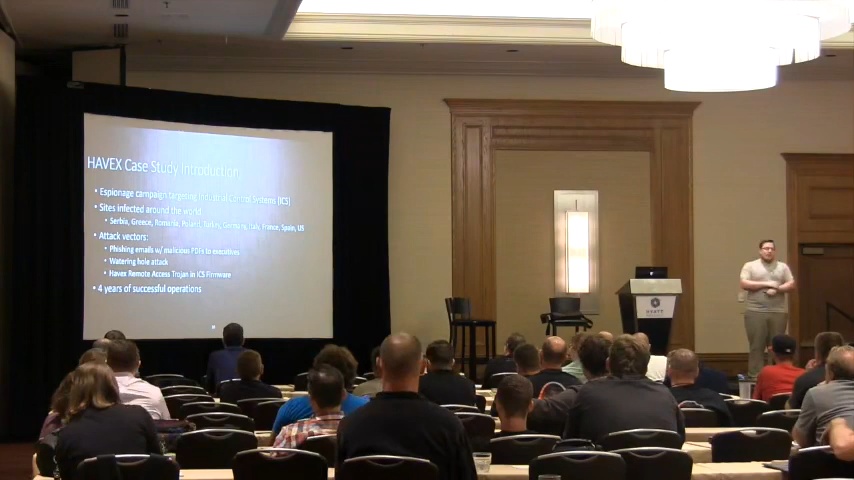 HAVEX Case Study Introduction
• Espionage campaign targeting Industrial Control Systems (ICS)
• Sites infected around the world
• Serbia, Greece, Romania, Poland, Turkey, Germany, Italy, France, Spain, US
• Attack vectors:
• Phishing emails w/ malicious PDFs to executives
• Watering hole attack
• Havex Remote Access Trojan in ICS Firmware
• 4 years of successful operations
HYATT